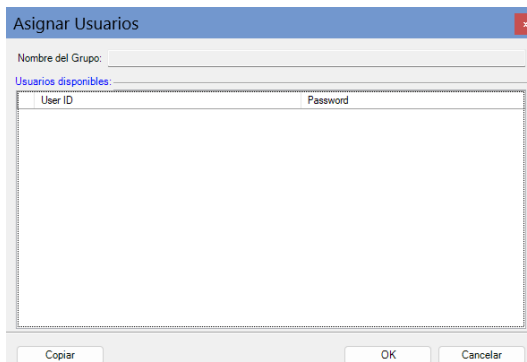 Asignar Usuarios
Nombre del Grupo:
Usuarios disponibles:
User ID Password
Copiar OK Cancelar